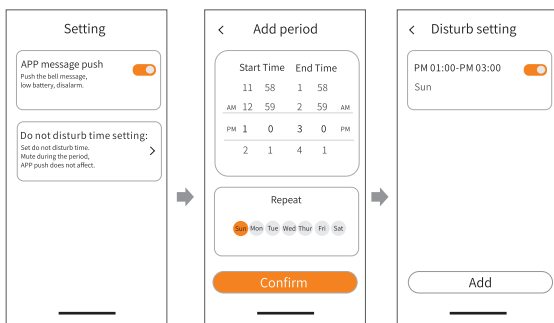 Setting
APP message push
Push the bell message,
low battery, disalarm.
Do not disturb time setting:
Set do not disturb time.
Mute during the period,
APP push does not affect.
Add period
Start Time End Time
11 58 1 58
AM 12 59 2 59 AM
PM 1 0 3 0 PM
2 1 4 1
Repeat
Sun Mon Tue Wed Thur Fri Sat
Confirm
Disturb setting
PM 01:00-PM 03:00
Sun
Add